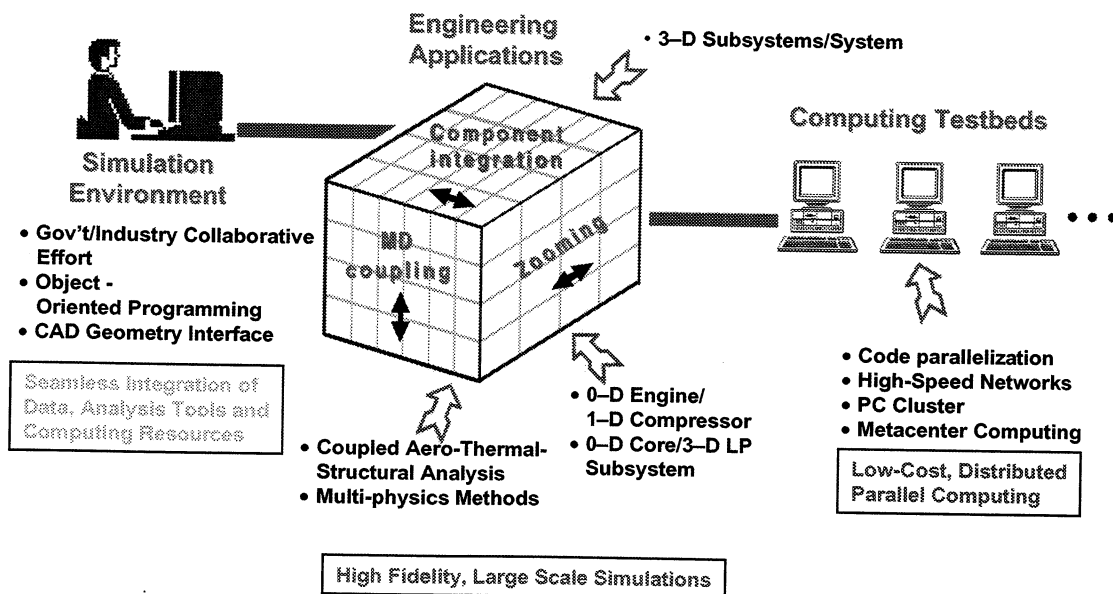 Engineering
Applications
• 3–D Subsystems/System
Computing Testbeds
Simulation
Environment
Component
integration
MD
coupling
Zooming
• Gov't/Industry Collaborative
Effort
• Object -
Oriented Programming
• CAD Geometry Interface
Seamless Integration of
Data, Analysis Tools and
Computing Resources
• Coupled Aero-Thermal-
Structural Analysis
• Multi-physics Methods
• 0–D Engine/
1–D Compressor
• 0–D Core/3–D LP
Subsystem
• Code parallelization
• High-Speed Networks
• PC Cluster
• Metacenter Computing
Low-Cost, Distributed
Parallel Computing
High Fidelity, Large Scale Simulations